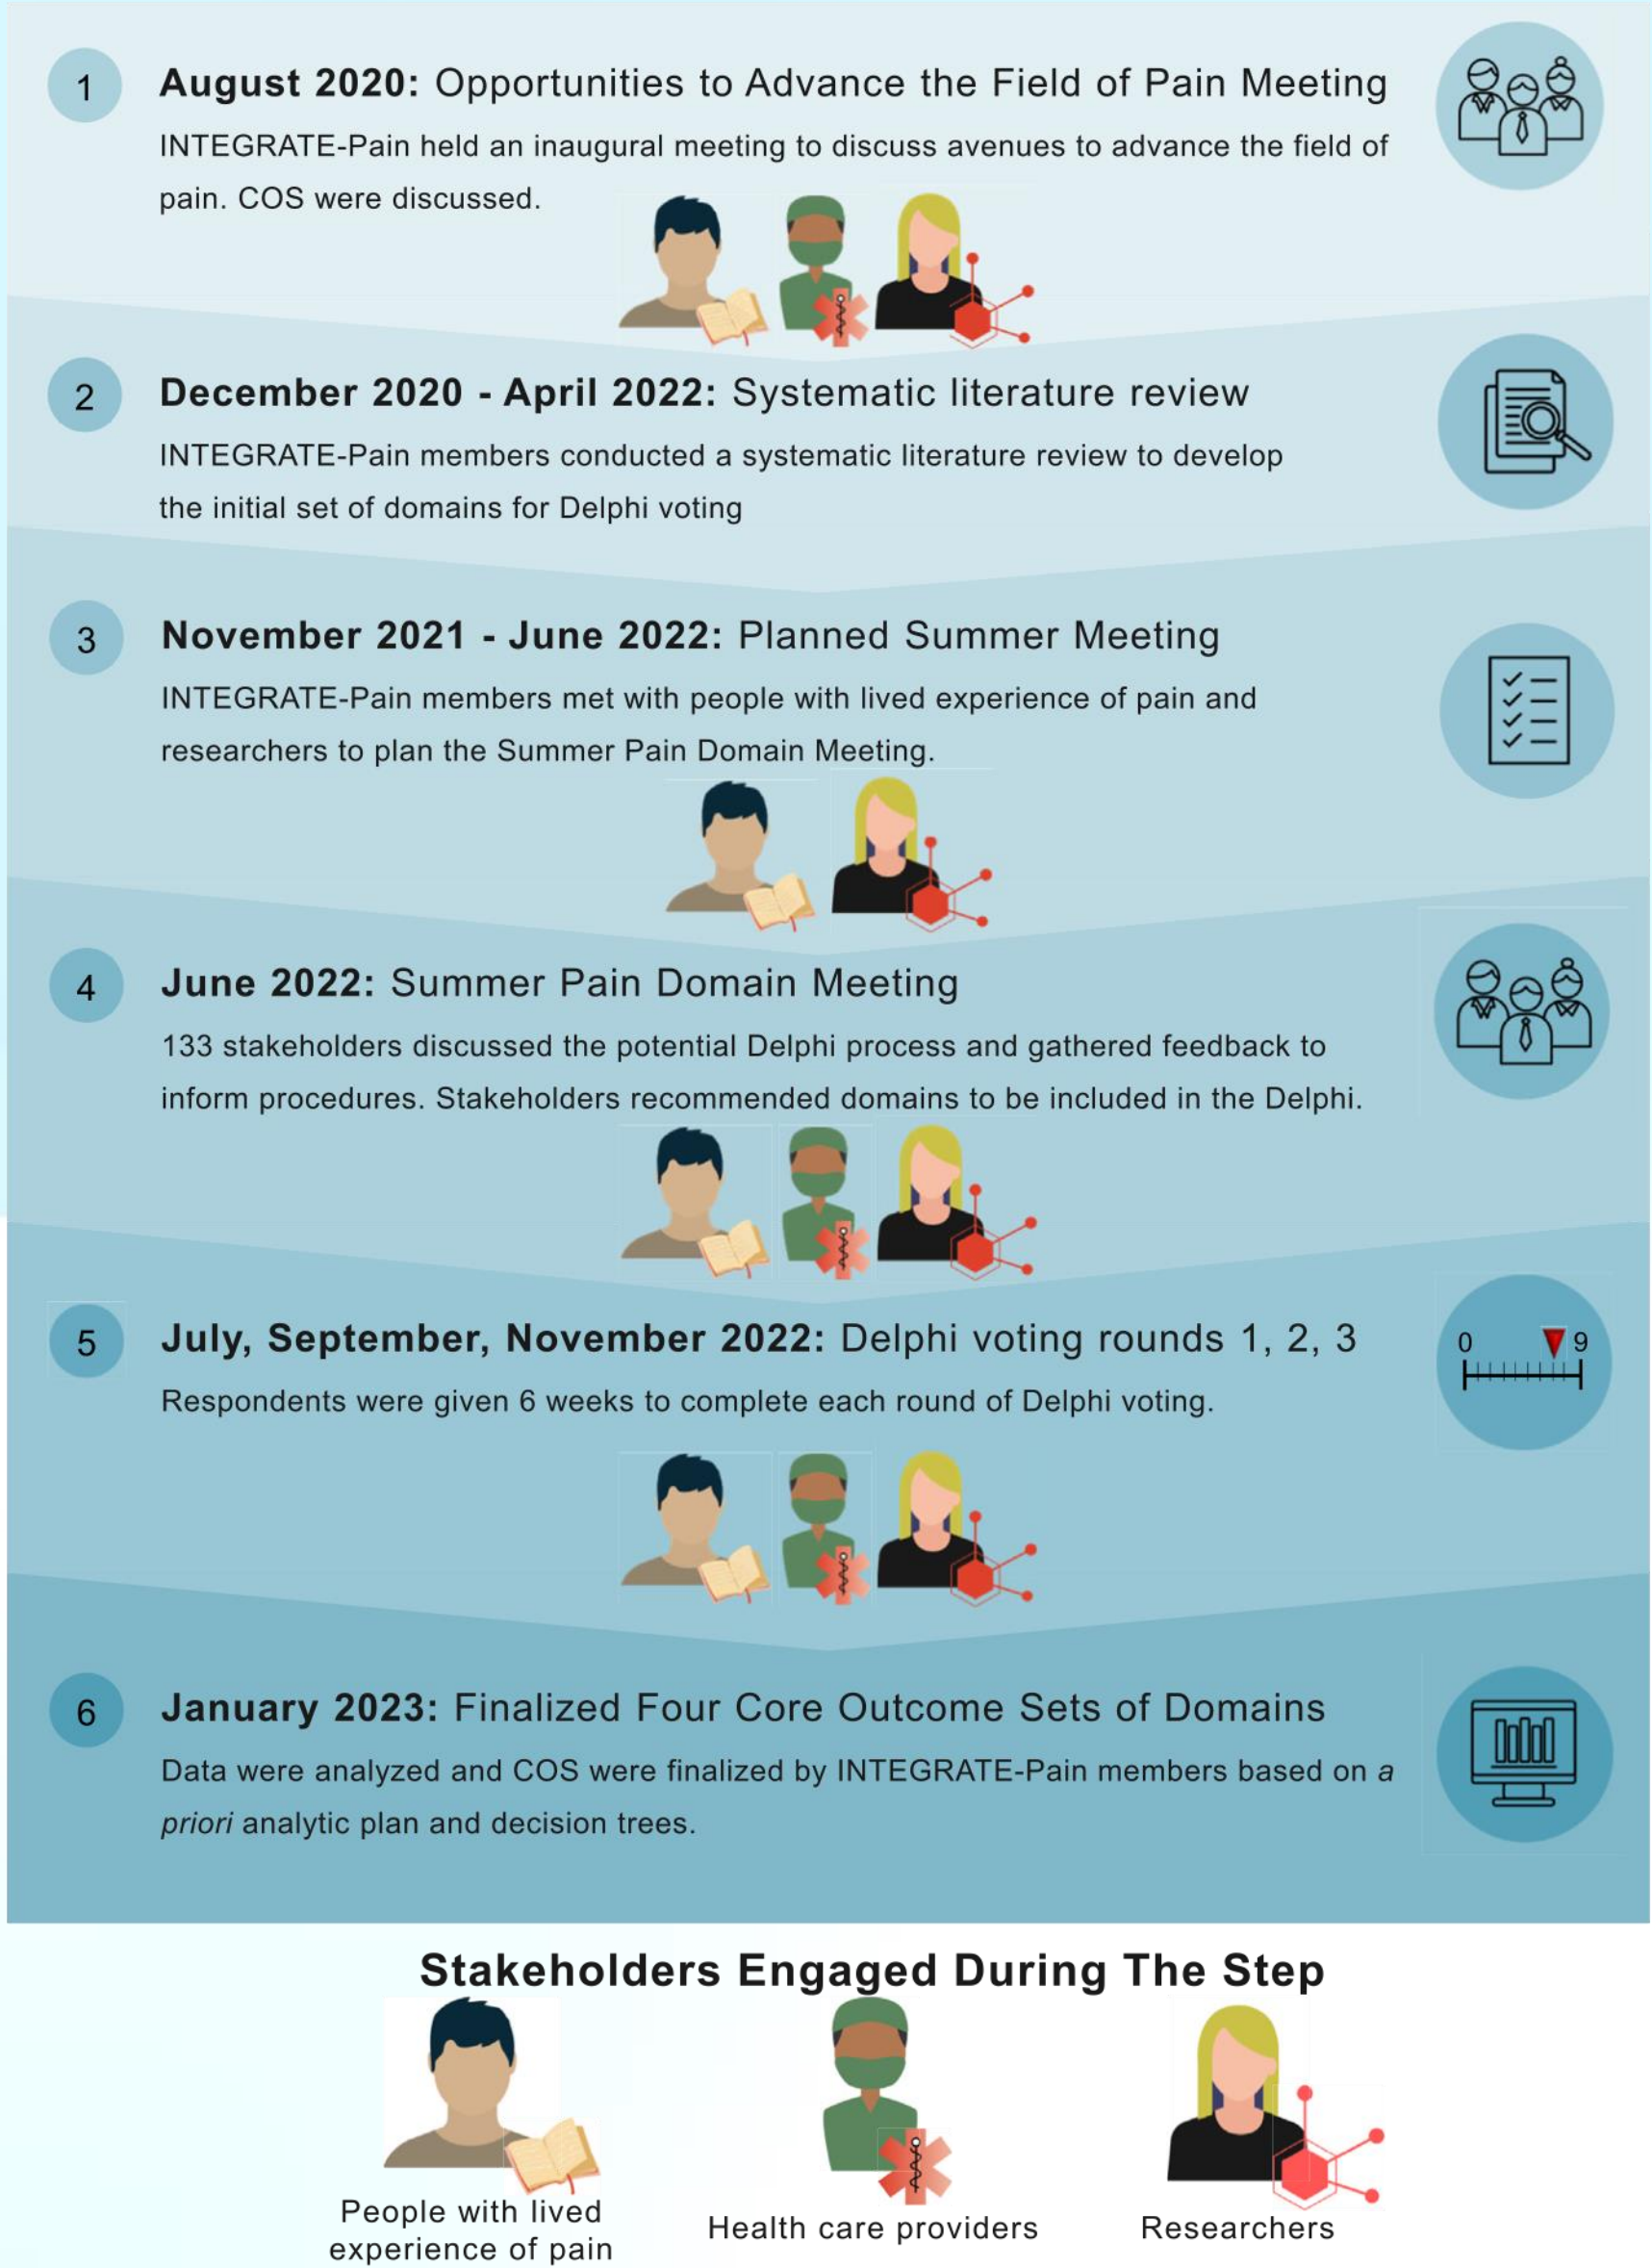 1
August 2020: Opportunities to Advance the Field of Pain Meeting
INTEGRATE-Pain held an inaugural meeting to discuss avenues to advance the field of
pain. COS were discussed.
2
December 2020 - April 2022: Systematic literature review
INTEGRATE-Pain members conducted a systematic literature review to develop
the initial set of domains for Delphi voting
3
November 2021 - June 2022: Planned Summer Meeting
INTEGRATE-Pain members met with people with lived experience of pain and
researchers to plan the Summer Pain Domain Meeting.
4
June 2022: Summer Pain Domain Meeting
133 stakeholders discussed the potential Delphi process and gathered feedback to
inform procedures. Stakeholders recommended domains to be included in the Delphi.
5
July, September, November 2022: Delphi voting rounds 1, 2, 3
0 9
Respondents were given 6 weeks to complete each round of Delphi voting.
6
January 2023: Finalized Four Core Outcome Sets of Domains
Data were analyzed and COS were finalized by INTEGRATE-Pain members based on a
priori analytic plan and decision trees.
Stakeholders Engaged During The Step
People with lived
experience of pain
Health care providers
Researchers